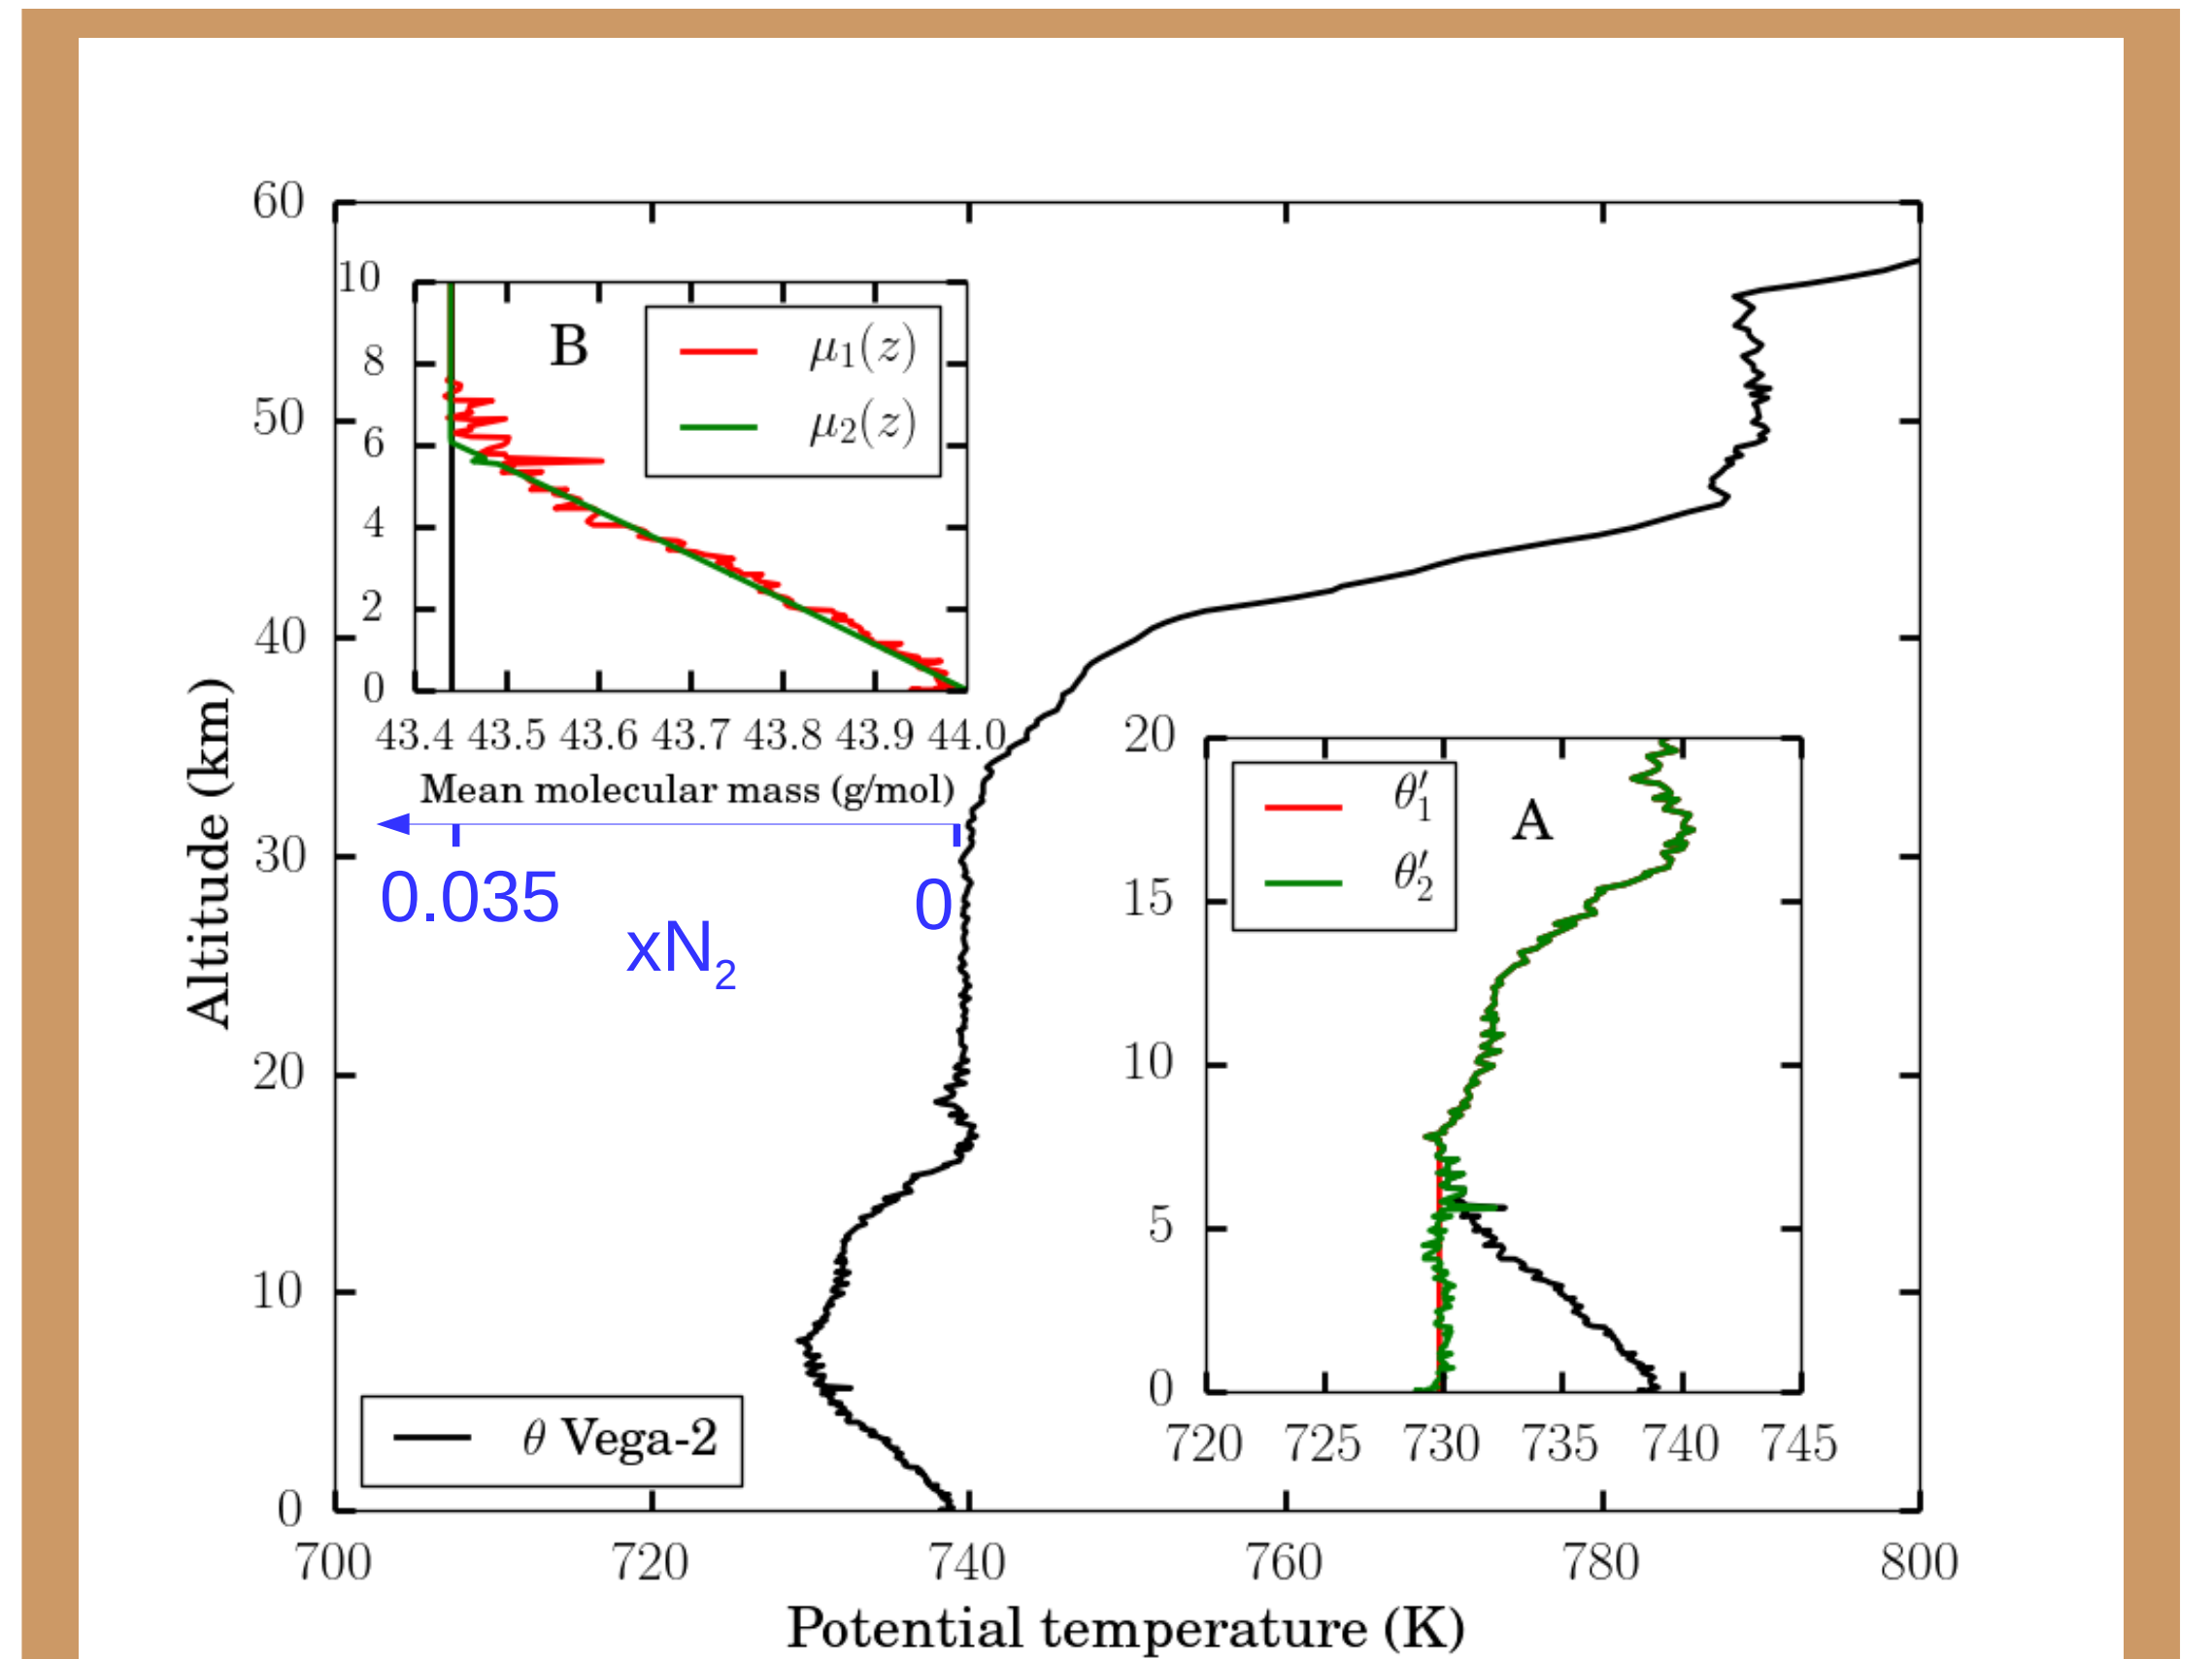 60
50
40
30
20
10
0
Altitude (km)
700 720 740 760 780 800
Potential temperature (K)
θ Vega-2
B
μ₁(z)
μ₂(z)
10
8
6
4
2
0
43.4 43.5 43.6 43.7 43.8 43.9 44.0
Mean molecular mass (g/mol)
0.035
0
xN₂
A
θ′₁
θ′₂
20
15
10
5
0
720 725 730 735 740 745